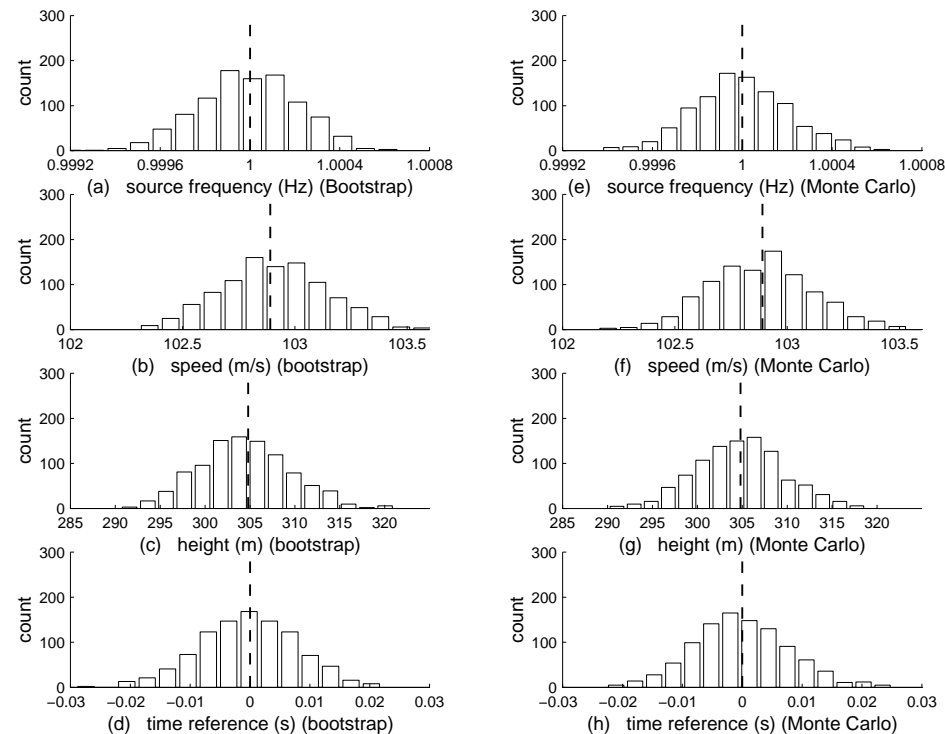 300
200
100
0
count
0.9992 0.9996 1 1.0004 1.0008
(a) source frequency (Hz) (Bootstrap)
300
200
100
0
count
0.9992 0.9996 1 1.0004 1.0008
(e) source frequency (Hz) (Monte Carlo)
300
200
100
0
count
102 102.5 103 103.5
(b) speed (m/s) (bootstrap)
300
200
100
0
count
102 102.5 103 103.5
(f) speed (m/s) (Monte Carlo)
300
200
100
0
count
285 290 295 300 305 310 315 320
(c) height (m) (bootstrap)
300
200
100
0
count
285 290 295 300 305 310 315 320
(g) height (m) (Monte Carlo)
300
200
100
0
count
−0.03 −0.02 −0.01 0 0.01 0.02 0.03
(d) time reference (s) (bootstrap)
300
200
100
0
count
−0.03 −0.02 −0.01 0 0.01 0.02 0.03
(h) time reference (s) (Monte Carlo)